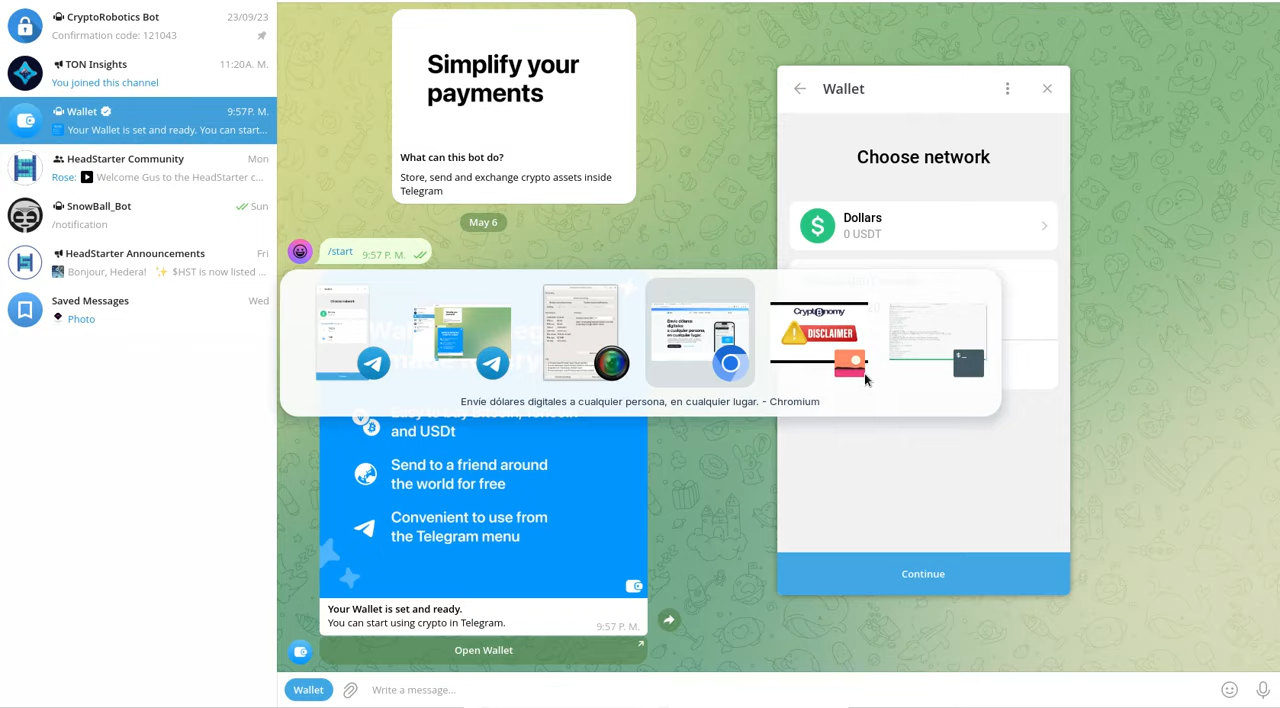 CryptoRobotics Bot
23/09/23
Confirmation code: 121043
TON Insights
11:20 A. M.
You joined this channel
Wallet
9:57 P. M.
Your Wallet is set and ready. You can start...
HeadStarter Community
Mon
Rose: Welcome Gus to the HeadStarter c...
SnowBall_Bot
Sun
/notification
HeadStarter Announcements
Fri
Bonjour, Hedera! ✨ $HST is now listed ...
Saved Messages
Wed
Photo
Simplify your
payments
What can this bot do?
Store, send and exchange crypto assets inside
Telegram
May 6
/start
9:57 P. M.
Envíe dólares digitales a cualquier persona, en cualquier lugar. - Chromium
DISCLAIMER
and USDt
Send to a friend around
the world for free
Convenient to use from
the Telegram menu
Your Wallet is set and ready.
You can start using crypto in Telegram.
9:57 P. M.
Open Wallet
Wallet
Write a message...
Wallet
Choose network
Dollars
0 USDT
Continue